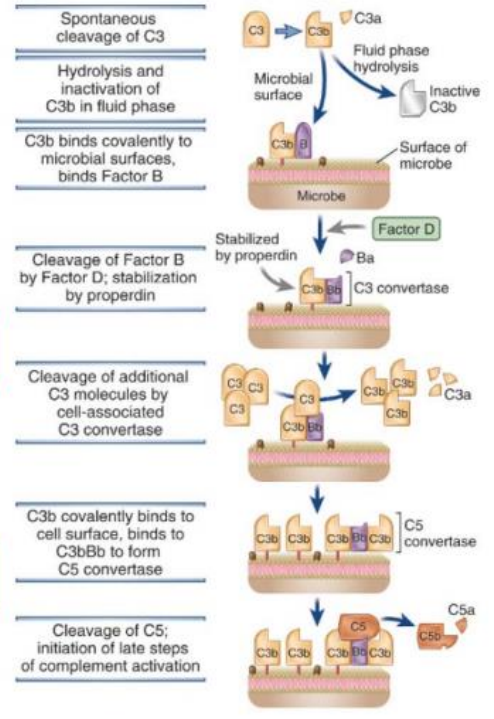 Spontaneous
cleavage of C3
C3
C3b
C3a
Hydrolysis and
inactivation of
C3b in fluid phase
Microbial
surface
Fluid phase
hydrolysis
Inactive
C3b
C3b binds covalently to
microbial surfaces,
binds Factor B
C3b
B
Surface of
microbe
Microbe
Factor D
Cleavage of Factor B
by Factor D; stabilization
by properdin
Stabilized
by properdin
Ba
C3b Bb
C3 convertase
Cleavage of additional
C3 molecules by
cell-associated
C3 convertase
C3 C3
C3
C3
C3b Bb
C3b C3b
C3b
C3a
C3b covalently binds to
cell surface, binds to
C3bBb to form
C5 convertase
C3b C3b C3b Bb C3b
C5
convertase
Cleavage of C5;
initiation of late steps
of complement activation
C5
C3b C3b C3b Bb C3b
C5a
C5b